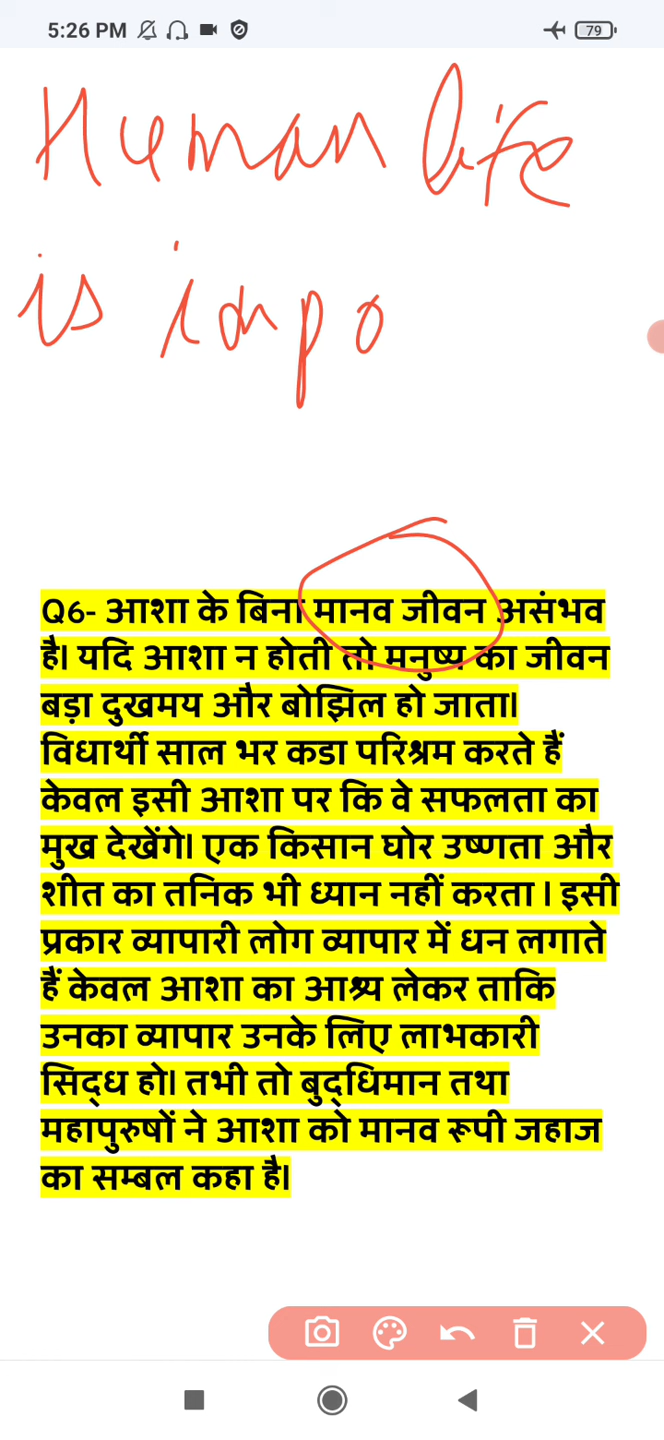 5:26 PM
79
Human life
is impo
Q6- आशा के बिना मानव जीवन असंभव
है। यदि आशा न होती तो मनुष्य का जीवन
बड़ा दुखमय और बोझिल हो जाता।
विधार्थी साल भर कडा परिश्रम करते हैं
केवल इसी आशा पर कि वे सफलता का
मुख देखेंगे। एक किसान घोर उष्णता और
शीत का तनिक भी ध्यान नहीं करता । इसी
प्रकार व्यापारी लोग व्यापार में धन लगाते
हैं केवल आशा का आश्र्य लेकर ताकि
उनका व्यापार उनके लिए लाभकारी
सिद्ध हो। तभी तो बुद्धिमान तथा
महापुरुषों ने आशा को मानव रूपी जहाज
का सम्बल कहा है।